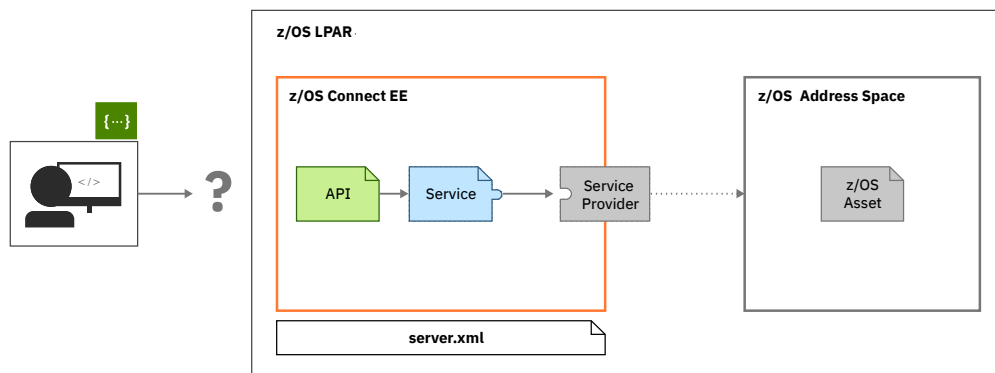 z/OS LPAR
z/OS Connect EE
z/OS Address Space
{···}
</>
?
API
Service
Service
Provider
z/OS
Asset
server.xml